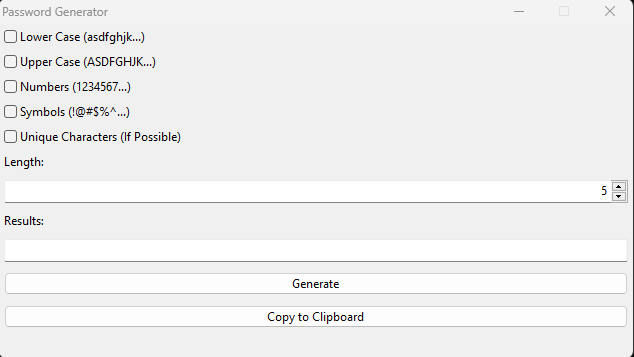 Password Generator
Lower Case (asdfghjk...)
Upper Case (ASDFGHJK...)
Numbers (1234567...)
Symbols (!@#$%^...)
Unique Characters (If Possible)
Length:
5
Results:
Generate
Copy to Clipboard